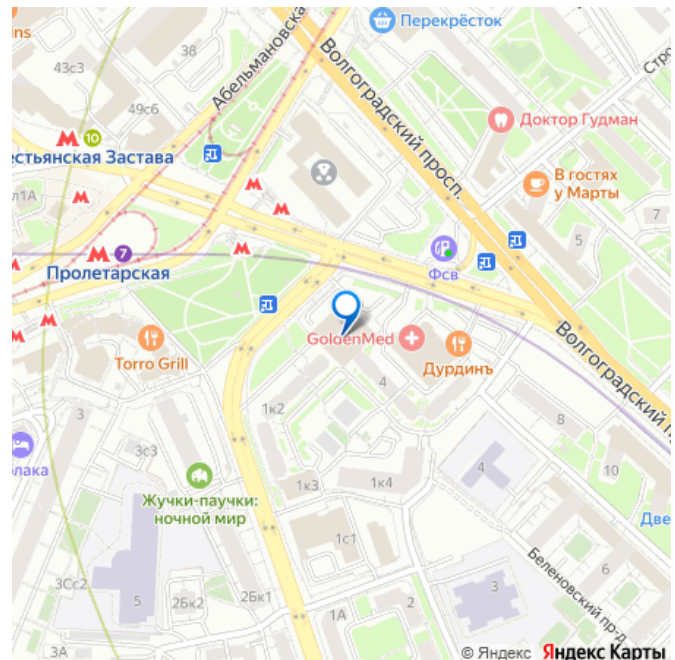 ins
Перекрёсток
38
43с3
Абельмановска
Волгоградский просп.
Стро
49с6
Доктор Гудман
10
естьянская Застава
В гостях
у Марты
л1А
7
5
7
Пролетарская
Фсв
GoldenMed
Дурдинъ
Torro Grill
Волгоградский п
4
1к2
3
8
3с3
лака
4
10
1к3
1к4
Жучки-паучки:
ночной мир
Две
1с1
Беленовский пр-д
3Сс2
5
2Бк2
2Бк1
6
3
1А
2
3А
© Яндекс Яндекс Карты